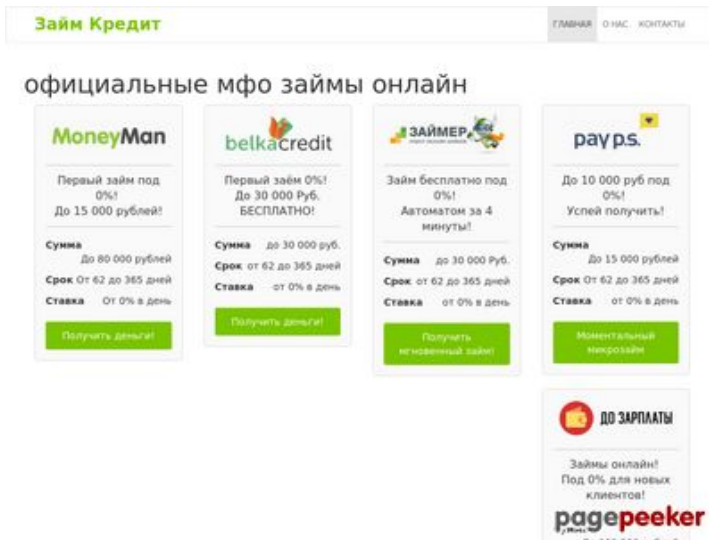 Займ Кредит
ГЛАВНАЯ О НАС КОНТАКТЫ
официальные мфо займы онлайн
MoneyMan
Первый займ под
0%!
До 15 000 рублей!
Сумма
До 80 000 рублей
Срок От 62 до 365 дней
Ставка От 0% в день
Получить деньги!
belkacredit
Первый заём 0%!
До 30 000 Руб.
БЕСПЛАТНО!
Сумма до 30 000 руб.
Срок от 62 до 365 дней
Ставка от 0% в день
Получить деньги!
ЗАЙМЕР
Займ бесплатно под
0%!
Автоматом за 4
минуты!
Сумма до 30 000 Руб.
Срок от 62 до 365 дней
Ставка от 0% в день
Получить
мгновенный займ!
pay p.s.
До 10 000 руб под
0%!
Успей получить!
Сумма
До 15 000 рублей
Срок От 62 до 365 дней
Ставка От 0% в день
Моментальный
микрозайм
ДО ЗАРПЛАТЫ
Займы онлайн!
Под 0% для новых
клиентов!
pagepeeker